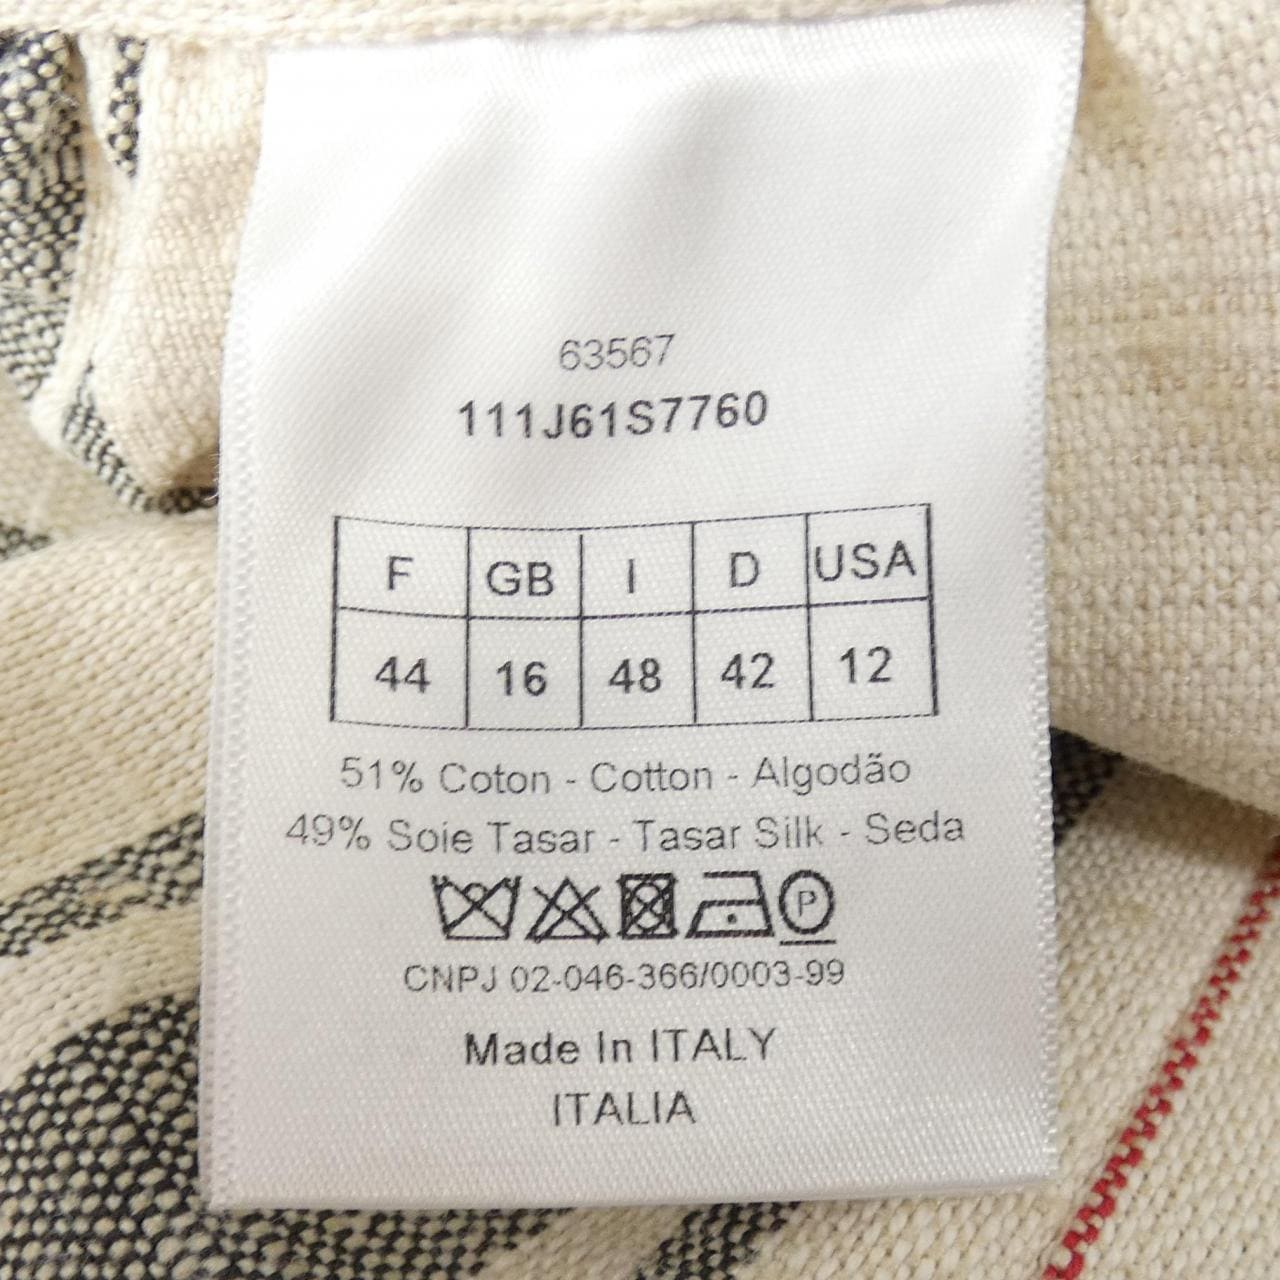 63567
111J61S7760
F GB I D USA
44 16 48 42 12
51% Coton - Cotton - Algodão
49% Soie Tasar - Tasar Silk - Seda
P
CNPJ 02-046-366/0003-99
Made In ITALY
ITALIA